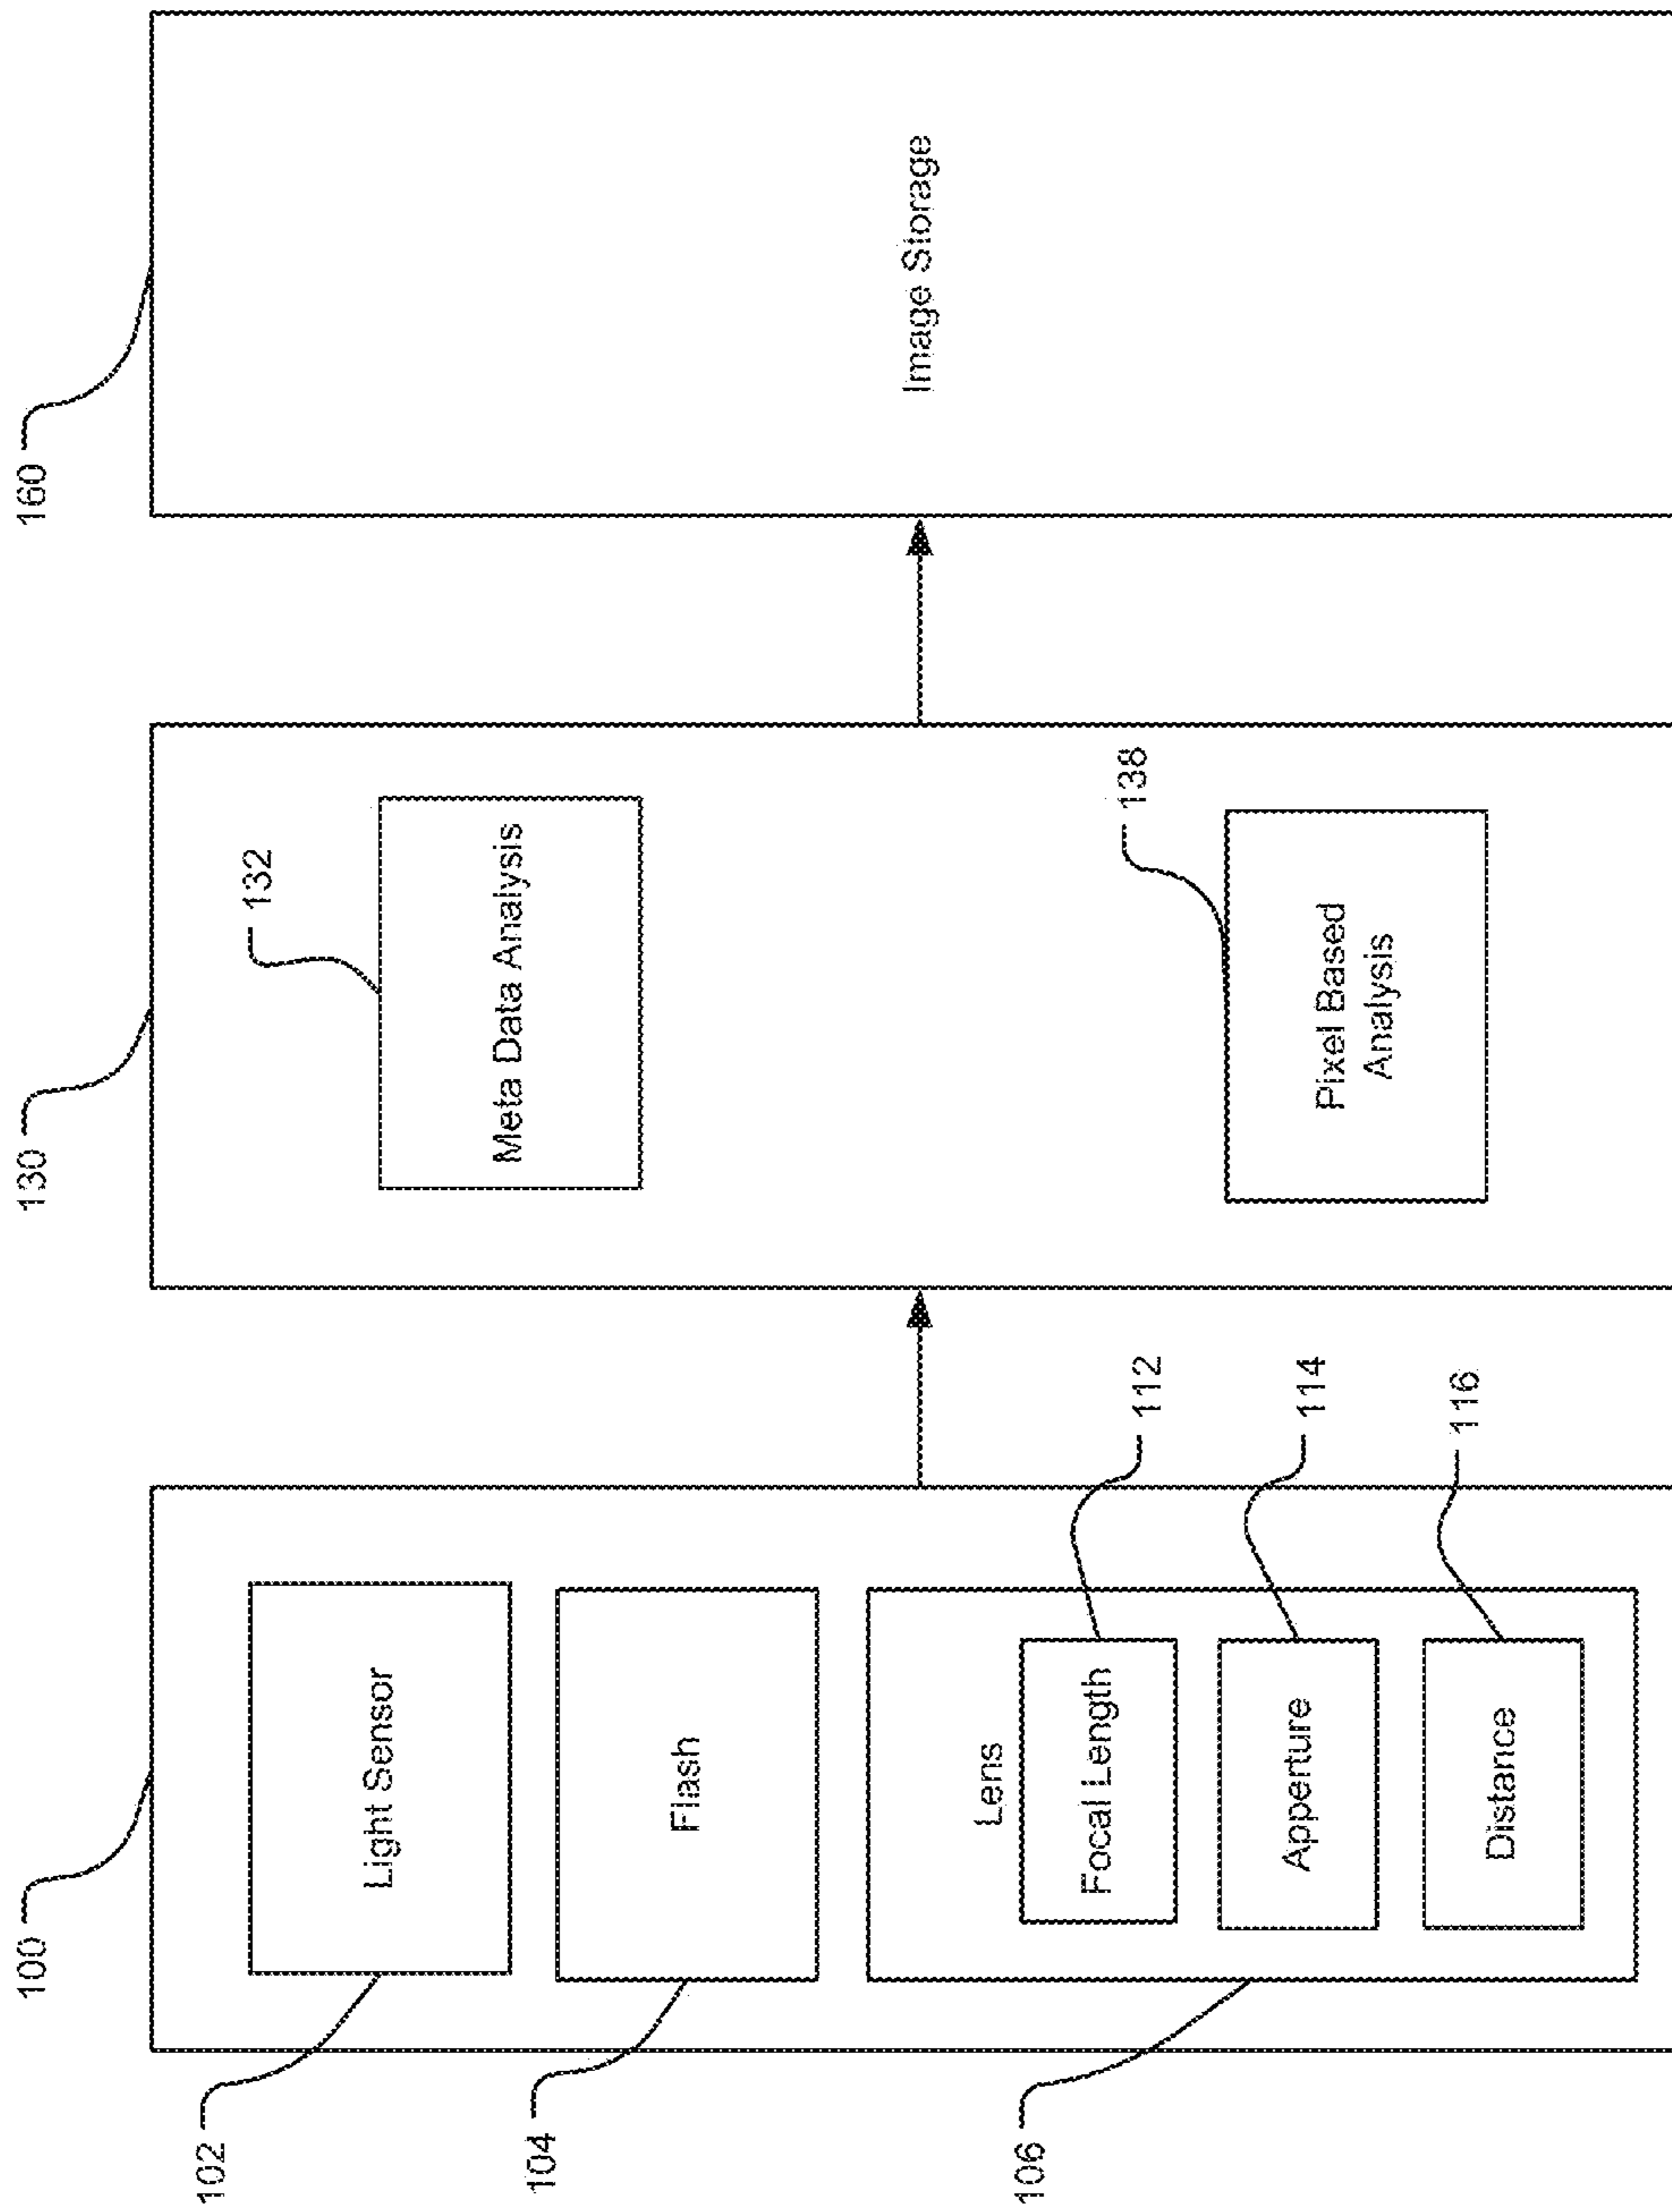 100
130
160
102
Light Sensor
104
Flash
106
Lens
Focal Length
112
Appenture
114
Distance
116
132
Meta Data Analysis
138
Pixel Based
Analysis
Image Storage